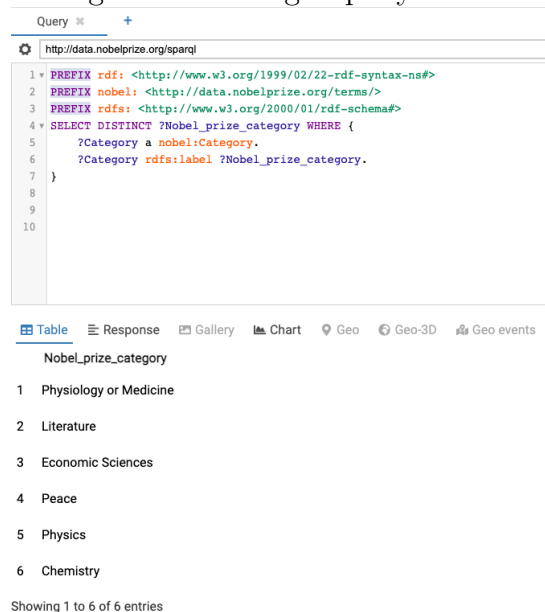 Query
http://data.nobelprize.org/sparql
1 PREFIX rdf: <http://www.w3.org/1999/02/22-rdf-syntax-ns#>
2 PREFIX nobel: <http://data.nobelprize.org/terms/>
3 PREFIX rdfs: <http://www.w3.org/2000/01/rdf-schema#>
4 SELECT DISTINCT ?Nobel_prize_category WHERE {
5 ?Category a nobel:Category.
6 ?Category rdfs:label ?Nobel_prize_category.
7 }
8
9
10
Table Response Gallery Chart Geo Geo-3D Geo events
Nobel_prize_category
1 Physiology or Medicine
2 Literature
3 Economic Sciences
4 Peace
5 Physics
6 Chemistry
Showing 1 to 6 of 6 entries